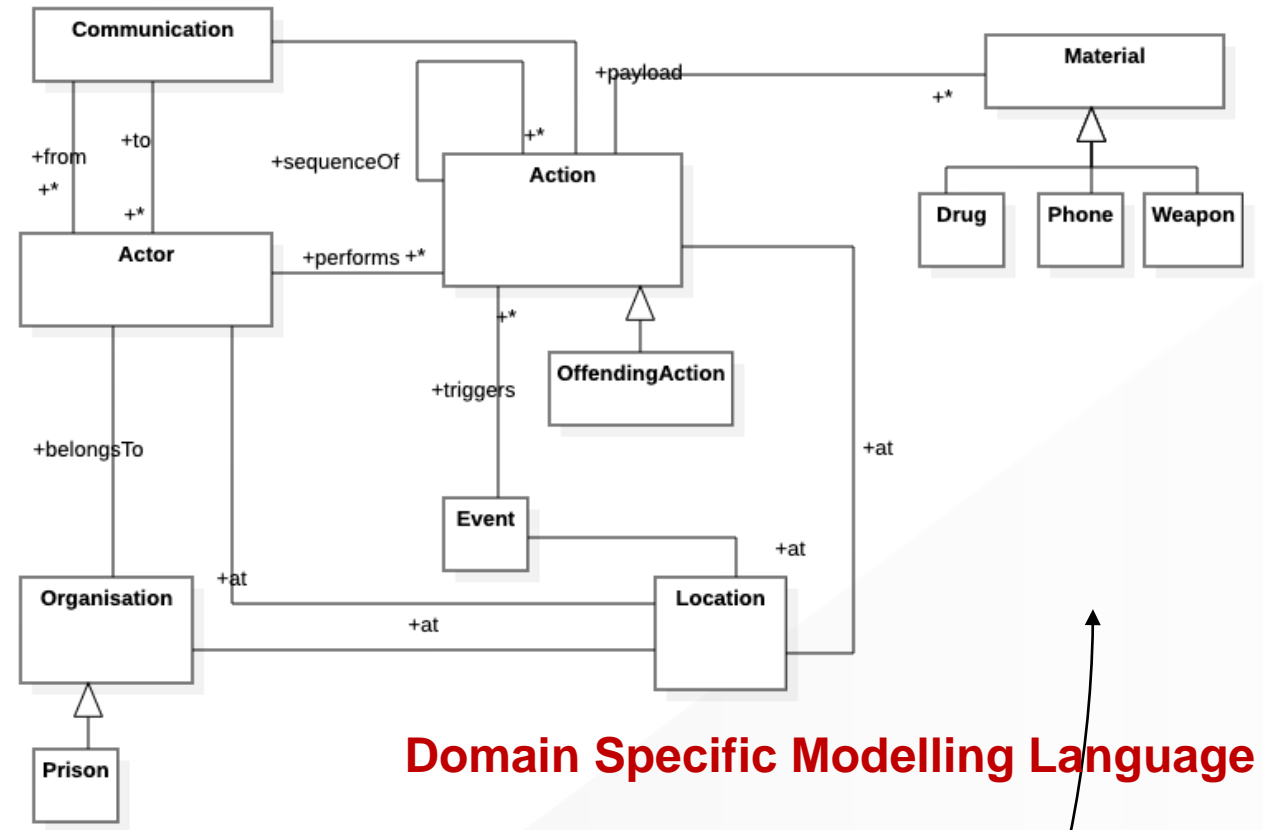 Communication
Material
+payload
+*
+*
+to
+from
+sequenceOf
+*
Action
+*
Drug
Phone
Weapon
Actor
+performs +*
+*
OffendingAction
+triggers
+belongsTo
+at
Event
+at
+at
Organisation
Location
+at
Domain Specific Modelling Language
Prison